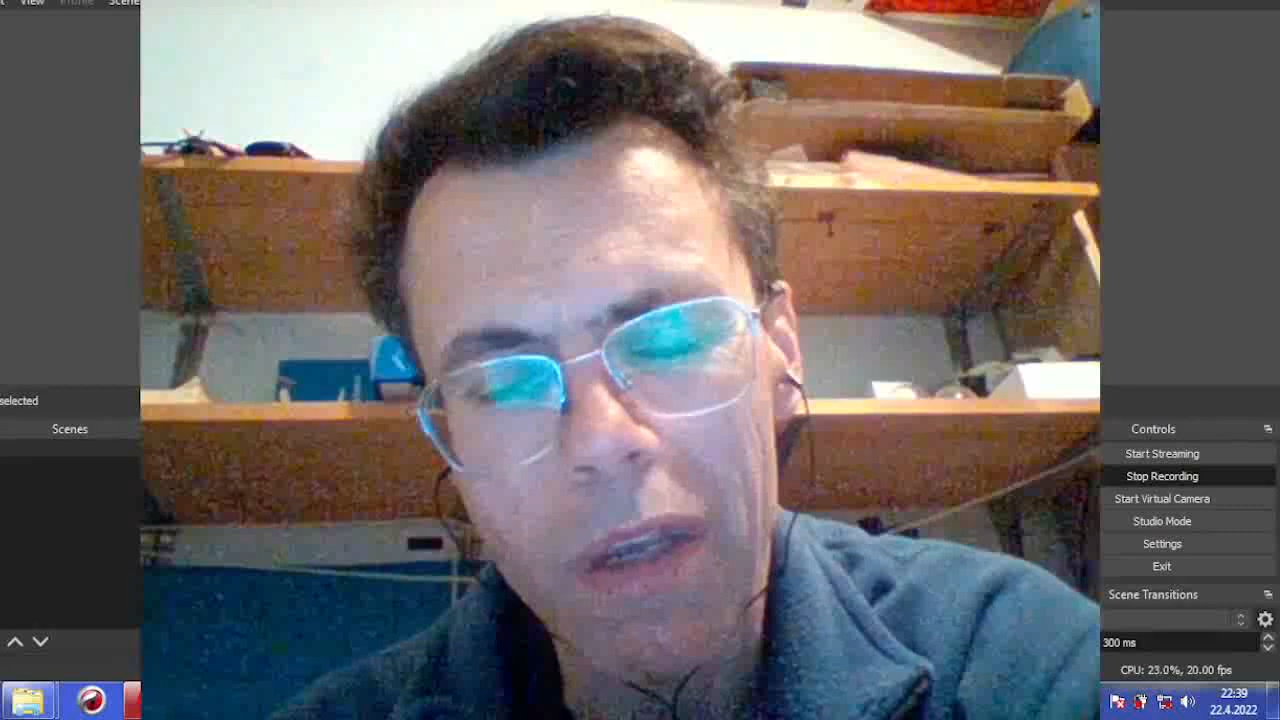 View
Profile
Scene
selected
Scenes
Controls
Start Streaming
Stop Recording
Start Virtual Camera
Studio Mode
Settings
Exit
Scene Transitions
300 ms
CPU: 23.0%, 20.00 fps
22:39
22.4.2022